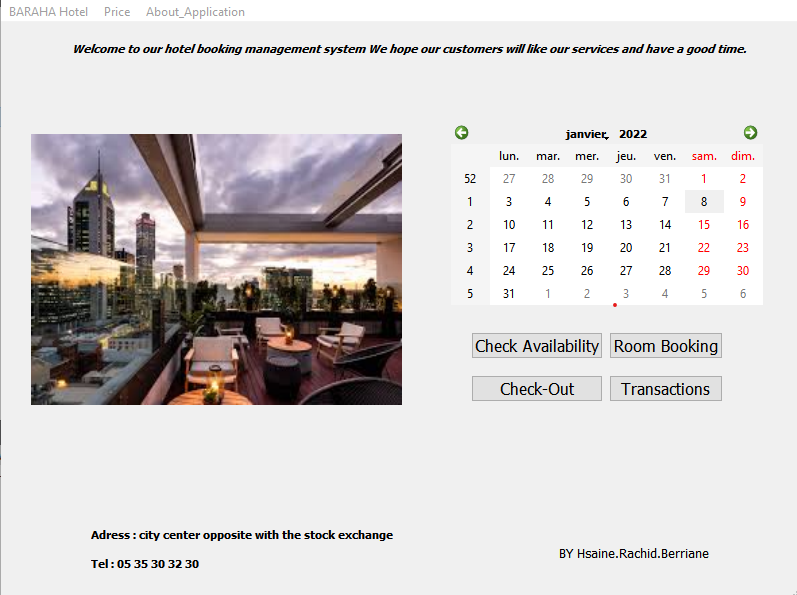 BARAHA Hotel Price About_Application
Welcome to our hotel booking management system We hope our customers will like our services and have a good time.
janvier, 2022
lun. mar. mer. jeu. ven. sam. dim.
52 27 28 29 30 31 1 2
1 3 4 5 6 7 8 9
2 10 11 12 13 14 15 16
3 17 18 19 20 21 22 23
4 24 25 26 27 28 29 30
5 31 1 2 3 4 5 6
Check Availability Room Booking
Check-Out Transactions
Adress : city center opposite with the stock exchange
Tel : 05 35 30 32 30
BY Hsaine.Rachid.Berriane